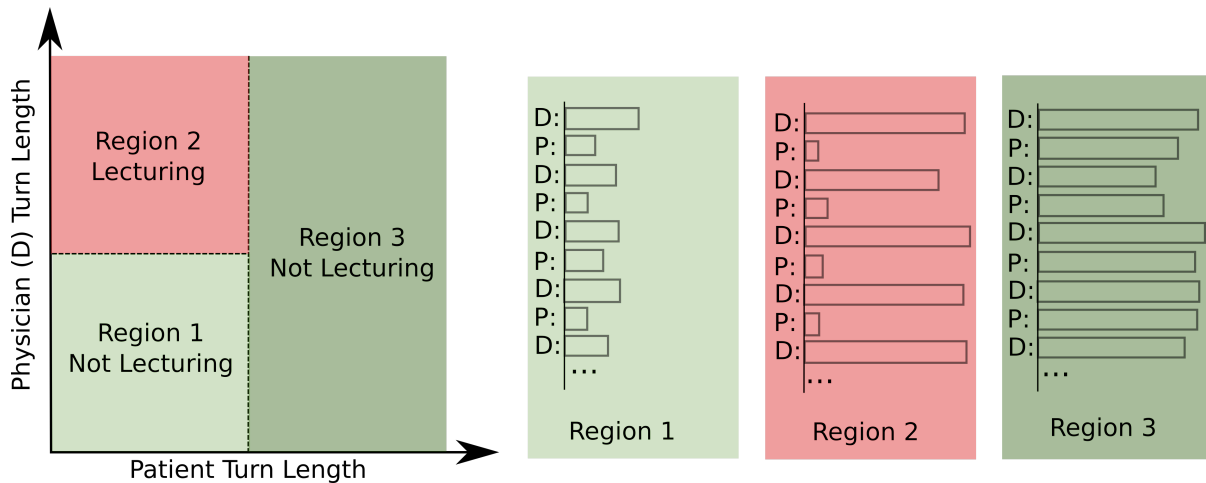 Physician (D) Turn Length
Region 2
Lecturing
Region 1
Not Lecturing
Region 3
Not Lecturing
Patient Turn Length
D:
P:
D:
P:
D:
P:
D:
P:
D:
...
Region 1
D:
P:
D:
P:
D:
P:
D:
P:
D:
...
Region 2
D:
P:
D:
P:
D:
P:
D:
P:
D:
...
Region 3